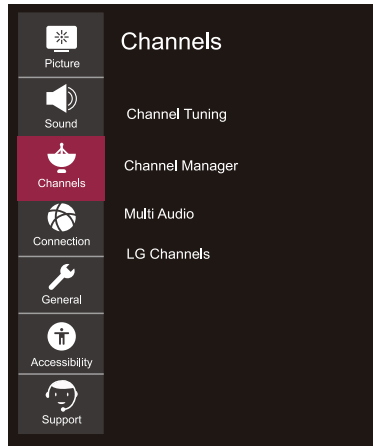 Picture
Sound
Channels
Connection
General
Accessibility
Support
Channels
Channel Tuning
Channel Manager
Multi Audio
LG Channels